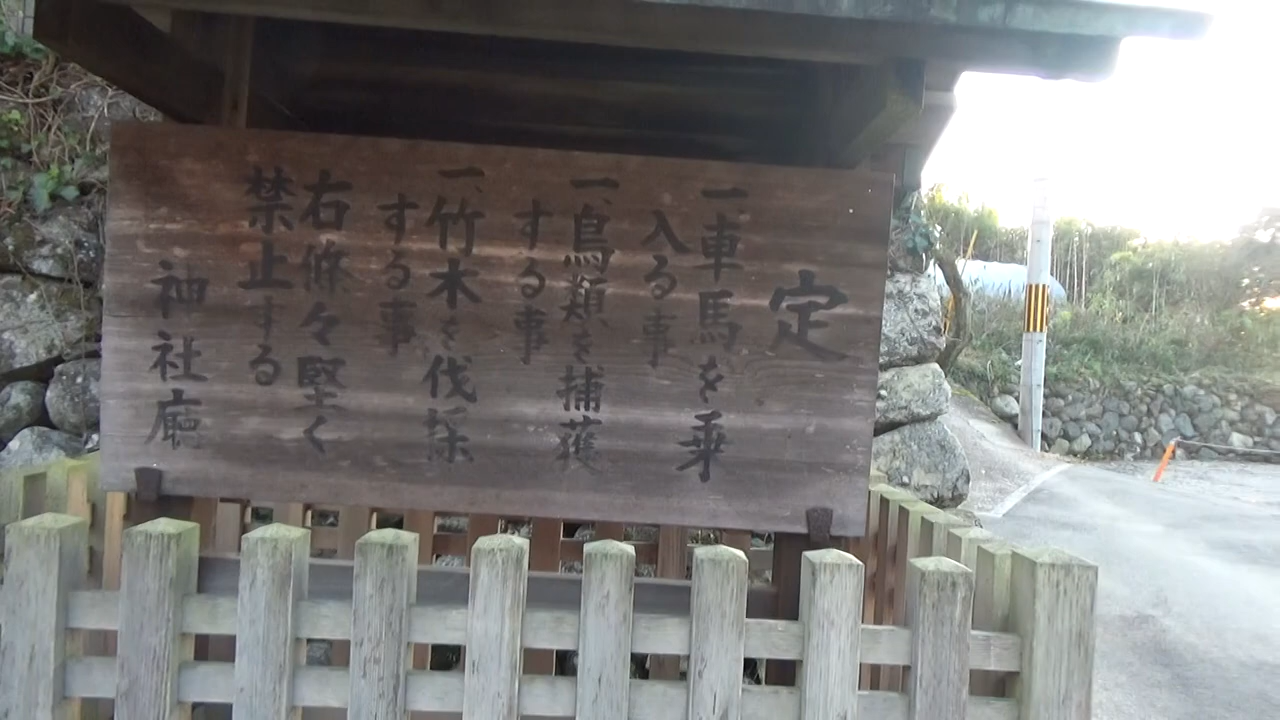 定
一、車馬を乗
入る事
一、鳥類を捕獲
する事
一、竹木を伐採
する事
右條々堅く
禁止する
神社廰